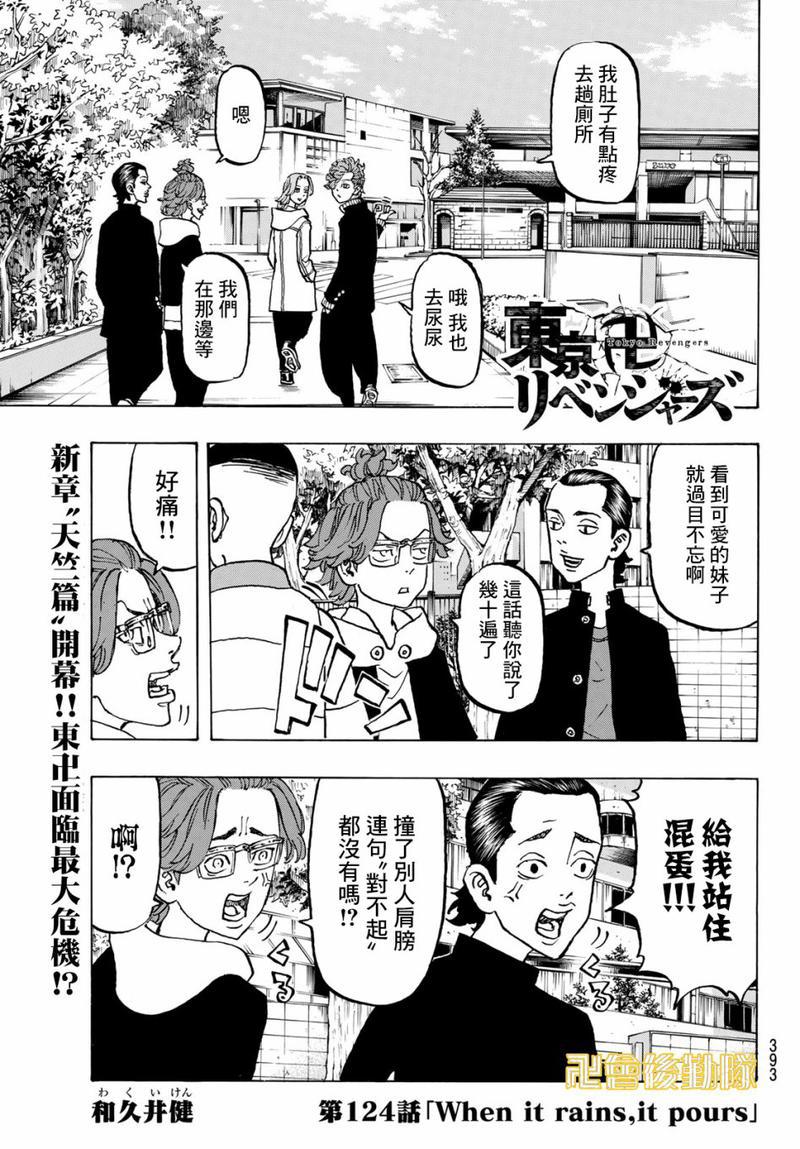 我肚子有點疼
去趟廁所
嗯
哦 我也
去尿尿
我們
在那邊等
東京卍
Tokyo Revengers
リベンジャーズ
看到可愛的妹子
就過目不忘啊
這話聽你說了
幾十遍了
ドン
好痛!!
給我站住
混蛋!!!
くる
撞了別人肩膀
連句"對不起"
都沒有嗎!?
くる
啊!?
新章"天竺篇"開幕!!東卍面臨最大危機!?
393
卍會後勤隊
わくいけん
和久井健
第124話「When it rains,it pours」